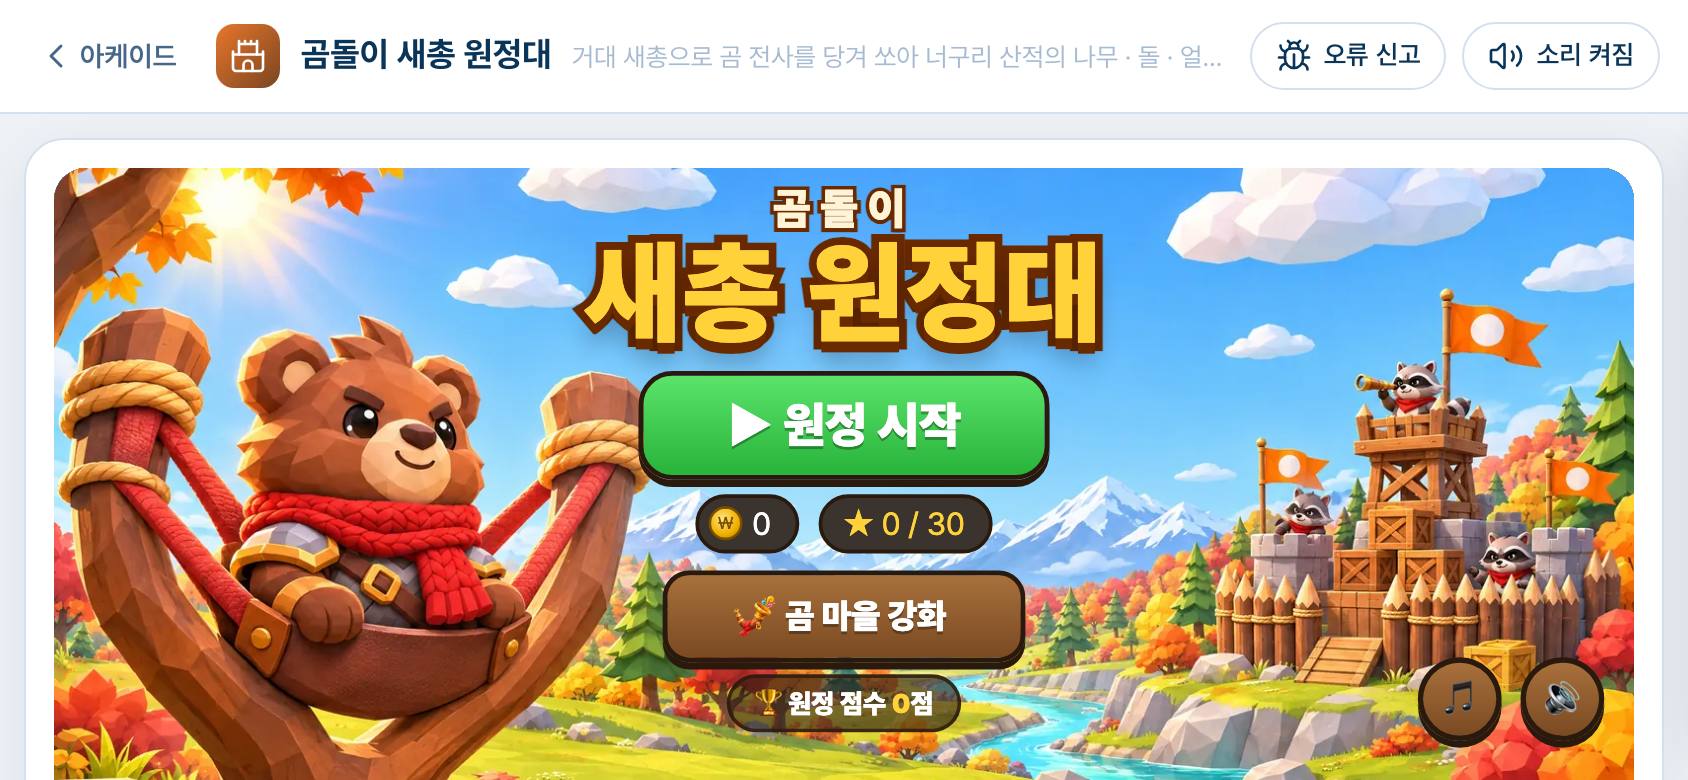 아케이드
곰돌이 새총 원정대
거대 새총으로 곰 전사를 당겨 쏘아 너구리 산적의 나무 · 돌 · 얼...
오류 신고
소리 켜짐
곰돌이
새총 원정대
▶ 원정 시작
₩ 0
★ 0 / 30
곰 마을 강화
원정 점수 0점